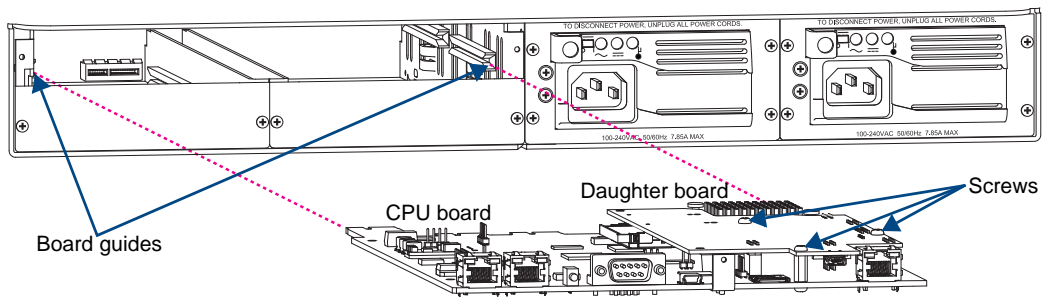 TO DISCONNECT POWER, UNPLUG ALL POWER CORDS.
TO DISCONNECT POWER, UNPLUG ALL POWER CORDS.
100-240VAC 50/60Hz 7.85A MAX
100-240VAC 50/60Hz 7.85A MAX
Daughter board
Screws
CPU board
Board guides